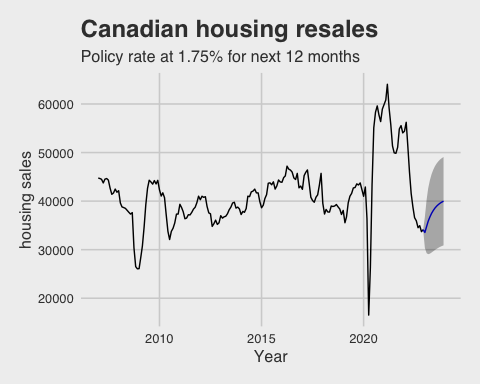 Canadian housing resales
Policy rate at 1.75% for next 12 months
housing sales
60000
50000
40000
30000
20000
2010
2015
2020
Year